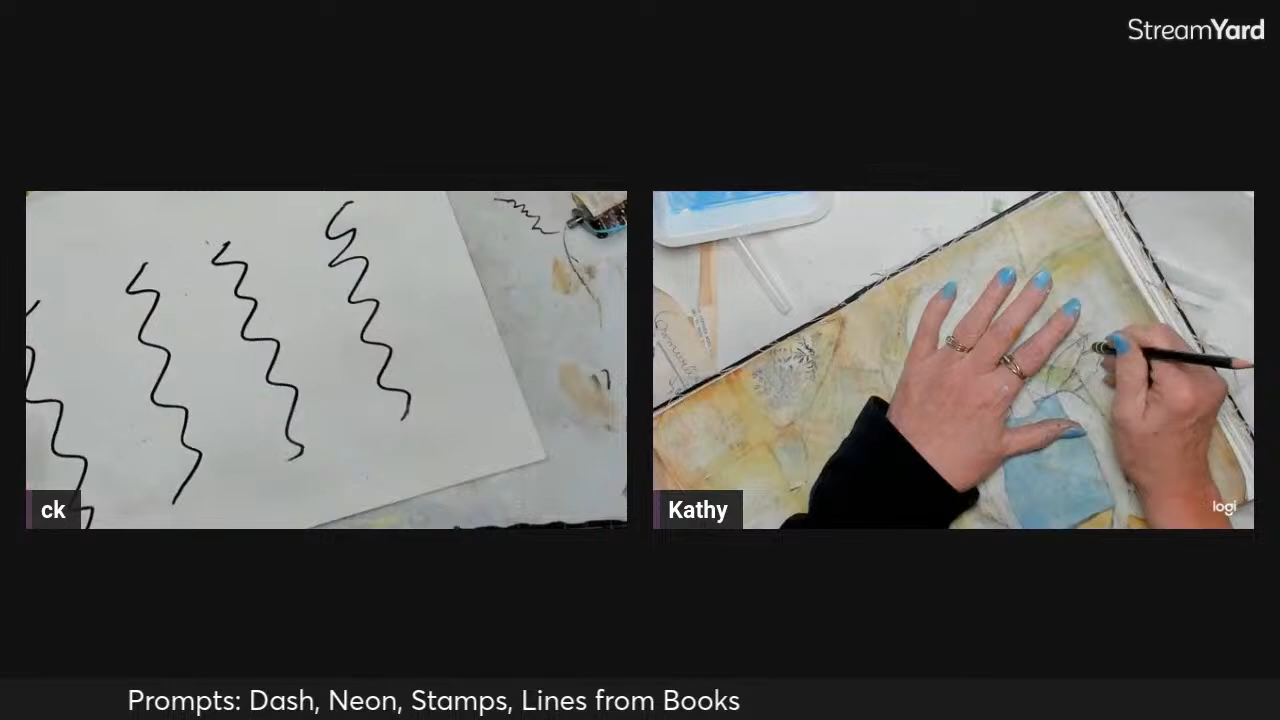 StreamYard
ck
Kathy
logi
Prompts: Dash, Neon, Stamps, Lines from Books